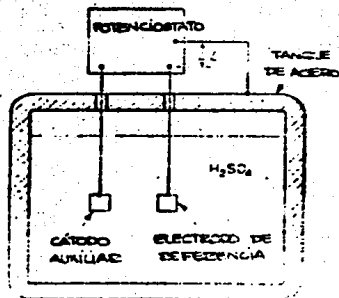 POTENCIOSTATO
TANQUE
DE ACERO
H₂SO₄
CÁTODO
AUXILIAR
ELECTRODO DE
REFERENCIA